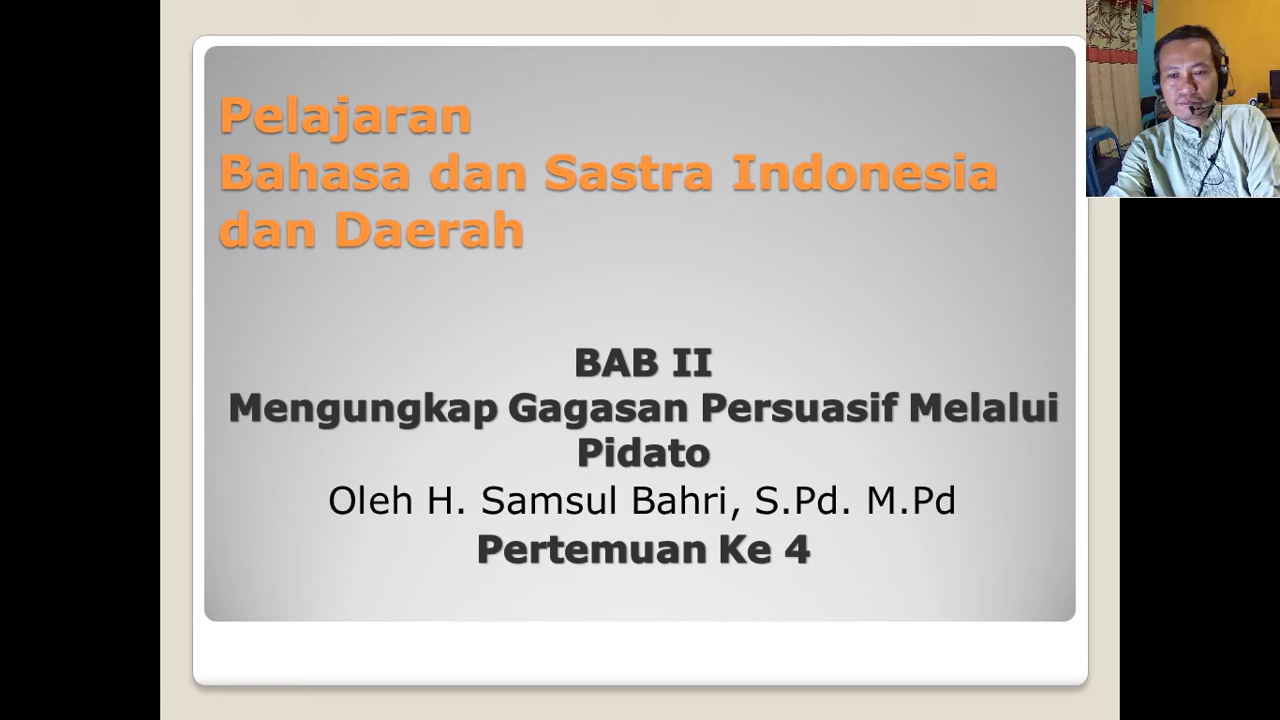 Pelajaran
Bahasa dan Sastra Indonesia
dan Daerah
BAB II
Mengungkap Gagasan Persuasif Melalui
Pidato
Oleh H. Samsul Bahri, S.Pd. M.Pd
Pertemuan Ke 4